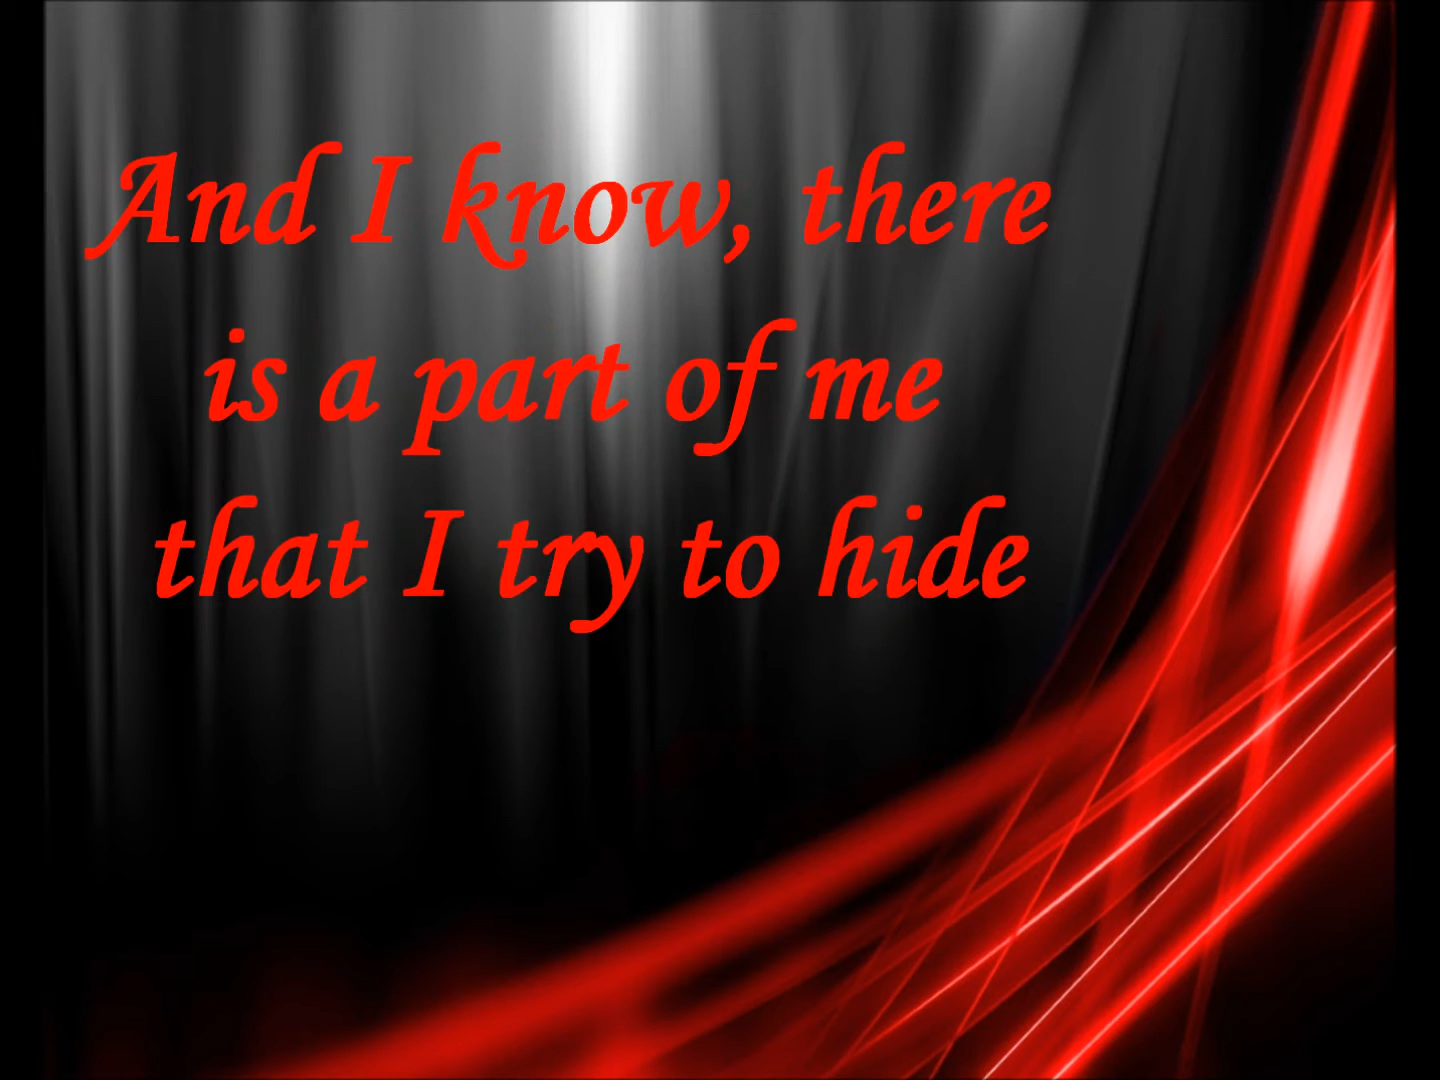 And I know, there
is a part of me
that I try to hide